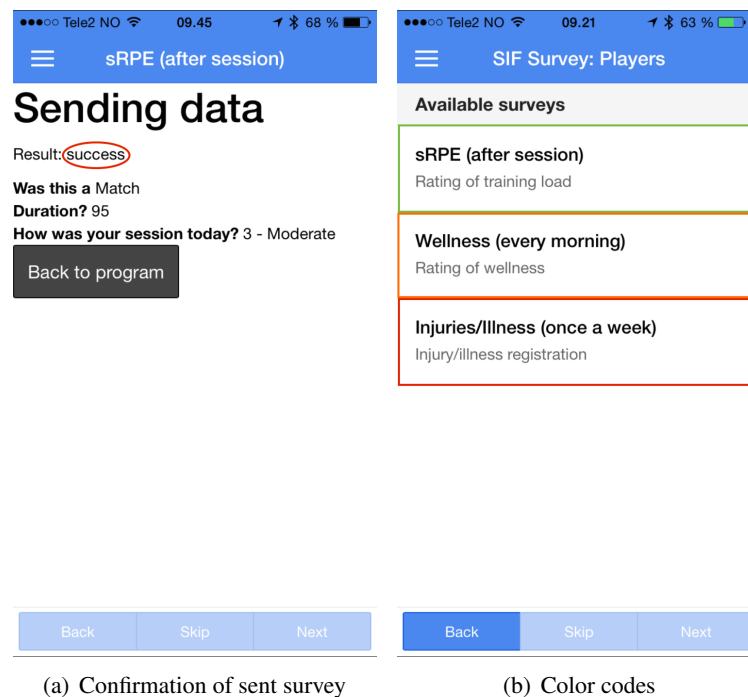 Tele2 NO 09.45 68 %
sRPE (after session)
Sending data
Result:success
Was this a Match
Duration? 95
How was your session today? 3 - Moderate
Back to program
Back Skip Next
(a) Confirmation of sent survey
Tele2 NO 09.21 63 %
SIF Survey: Players
Available surveys
sRPE (after session)
Rating of training load
Wellness (every morning)
Rating of wellness
Injuries/Illness (once a week)
Injury/illness registration
Back Skip Next
(b) Color codes